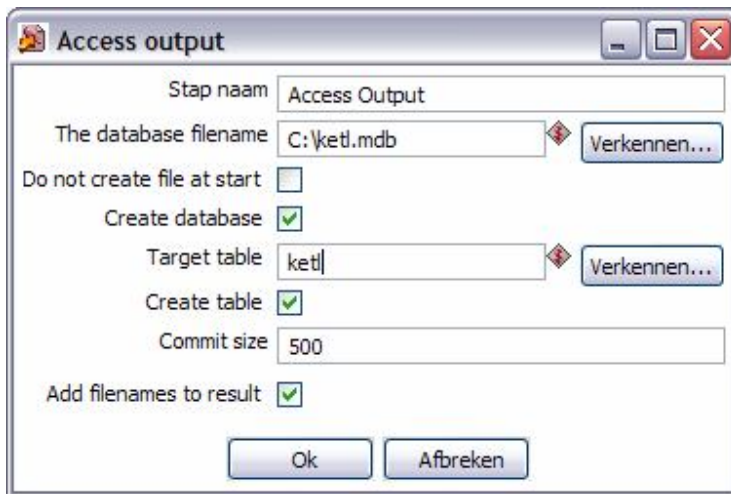 Access output
Stap naam Access Output
The database filename C:\ketl.mdb Verkennen...
Do not create file at start
Create database
Target table ketl Verkennen...
Create table
Commit size 500
Add filenames to result
Ok Afbreken